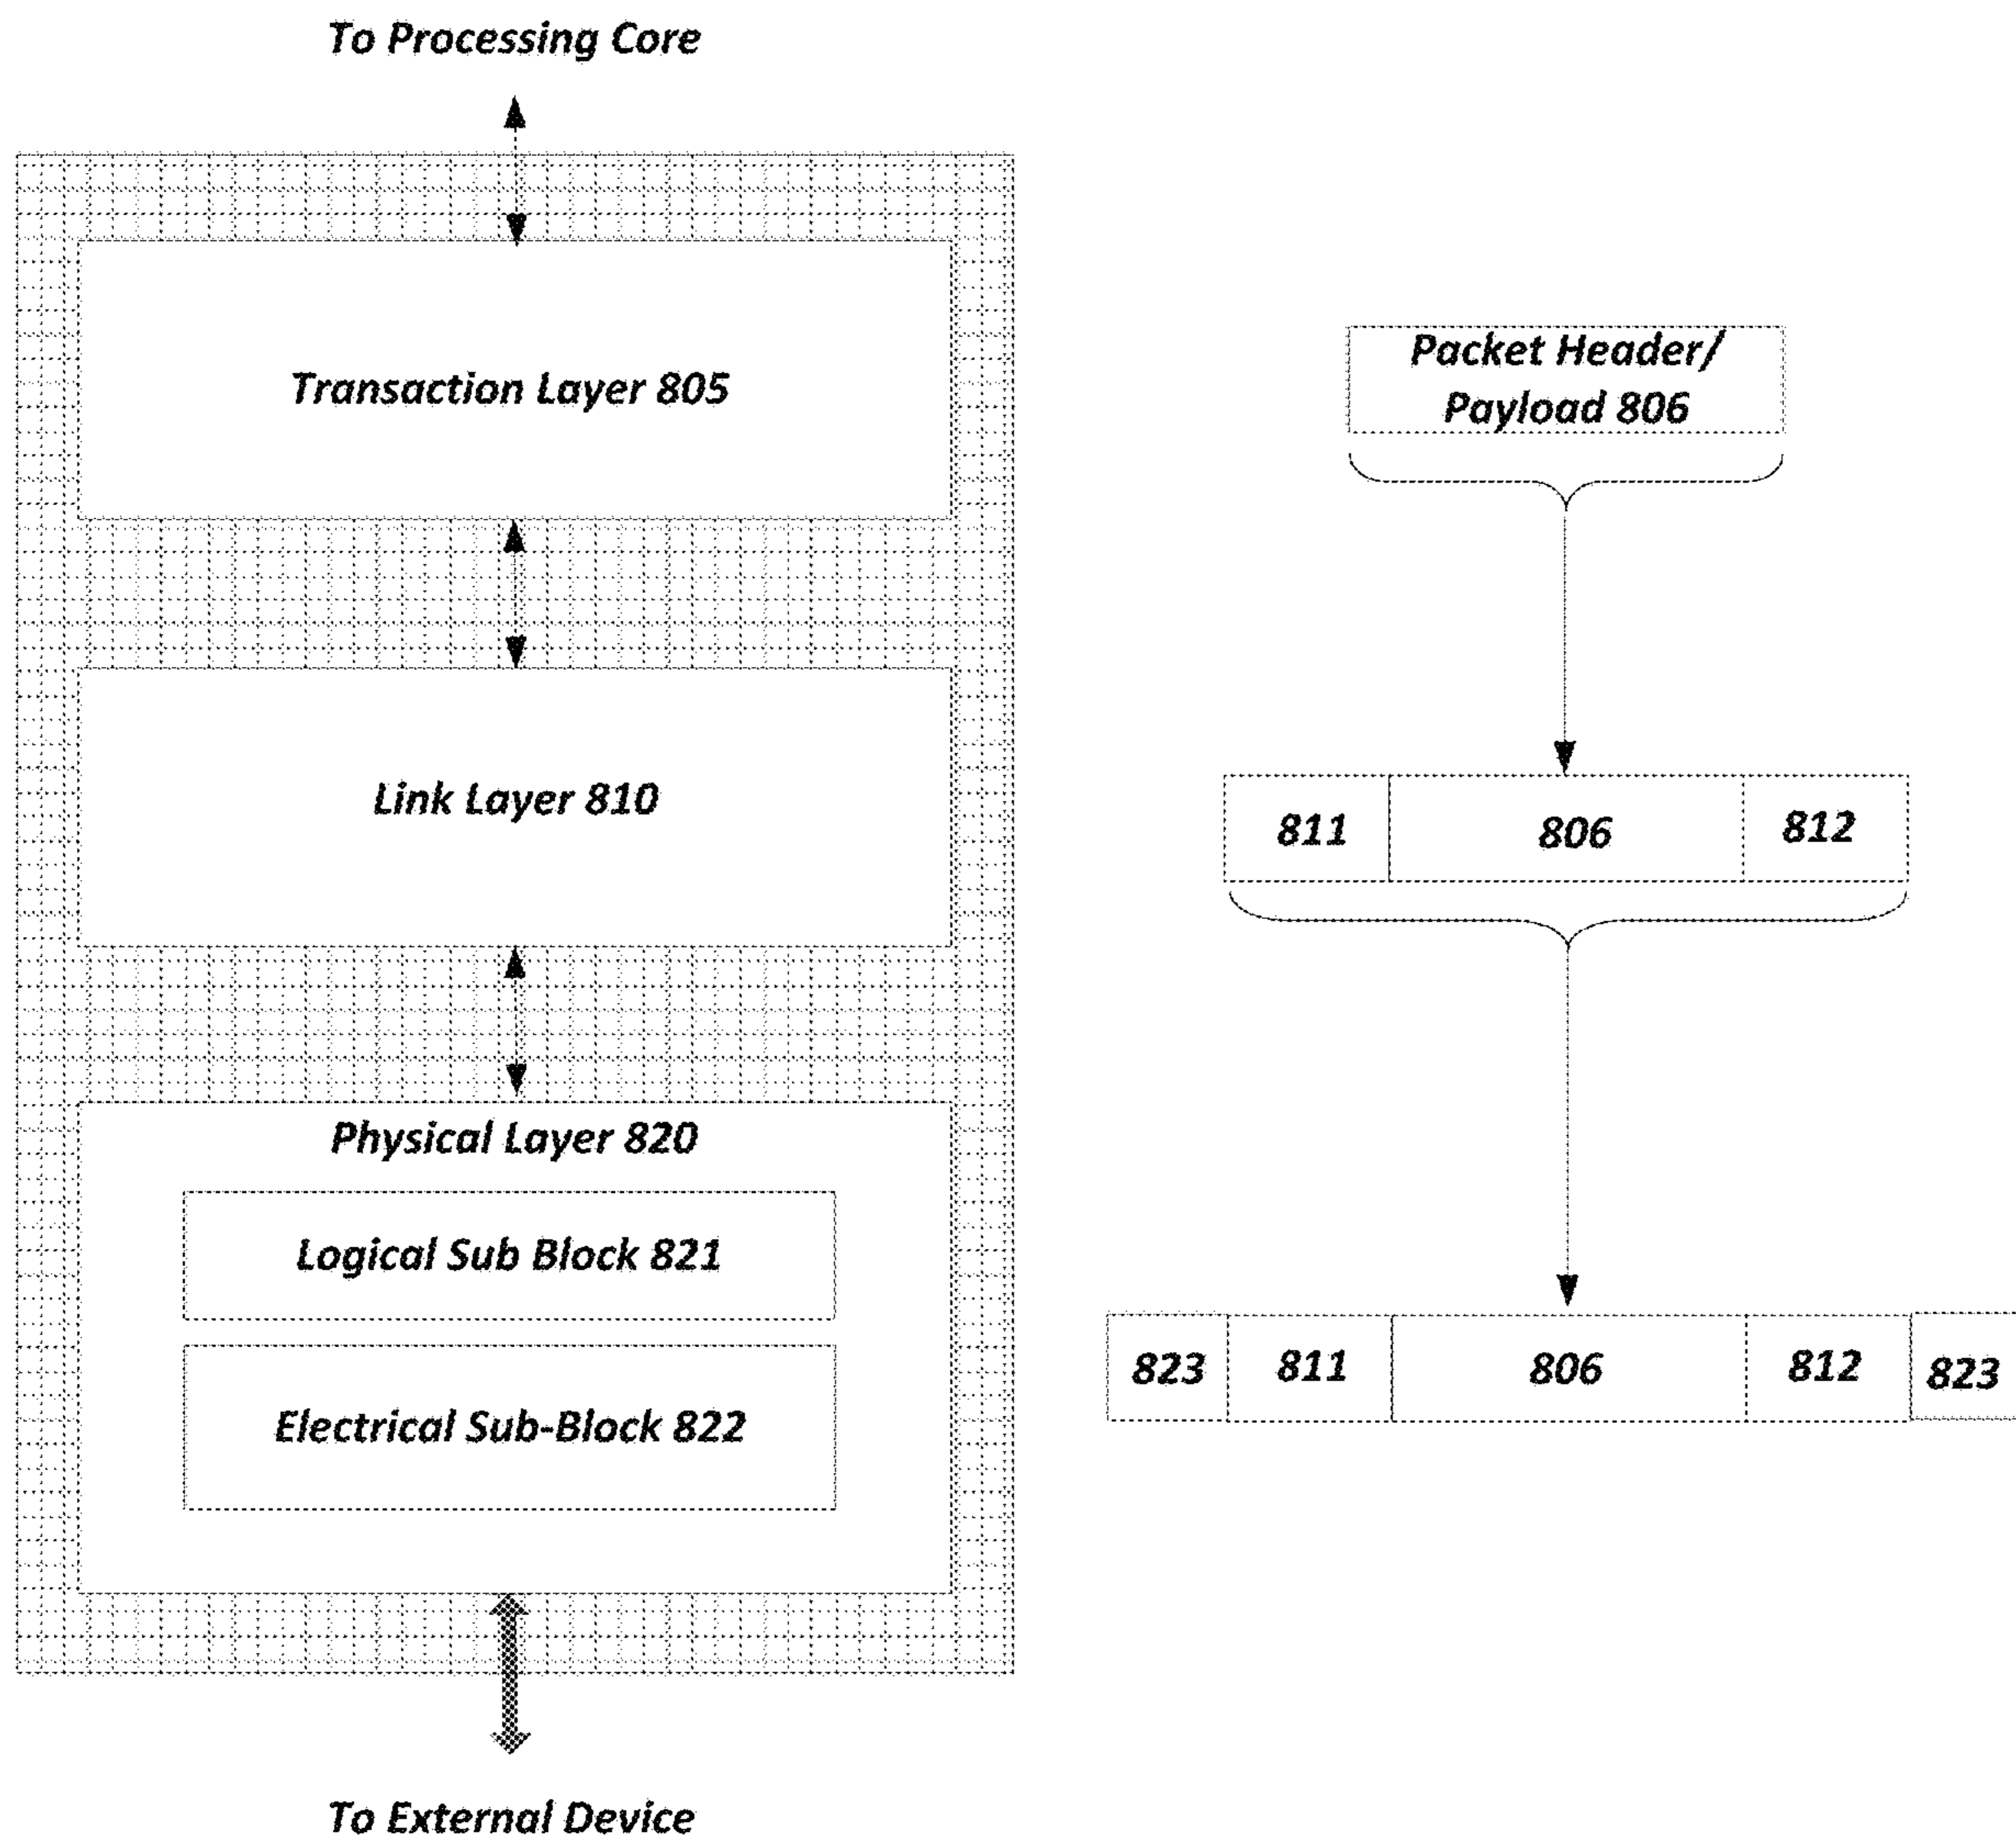 To Processing Core
Transaction Layer 805
Packet Header/
Payload 806
Link Layer 810
811 806 812
Physical Layer 820
Logical Sub Block 821
Electrical Sub-Block 822
823 811 806 812 823
To External Device